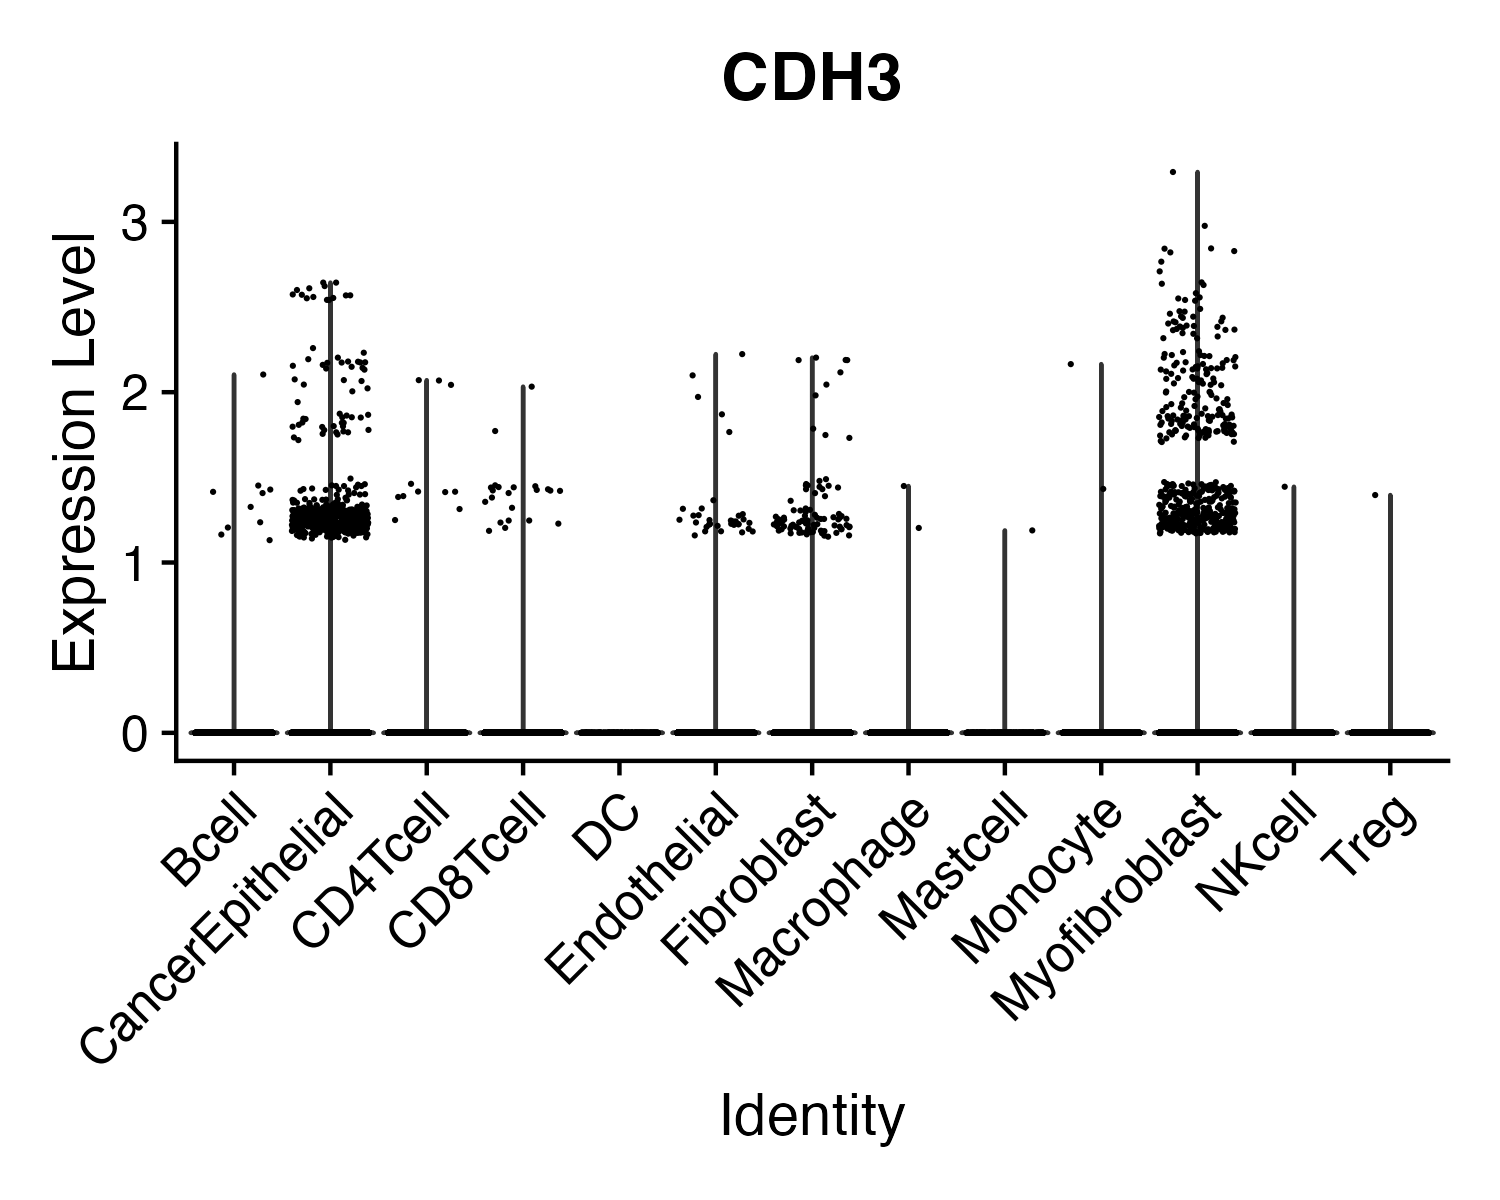 CDH3
Expression Level
3
2
1
0
Bcell
CancerEpithelial
CD4Tcell
CD8Tcell
DC
Endothelial
Fibroblast
Macrophage
Mastcell
Monocyte
Myofibroblast
NKcell
Treg
Identity